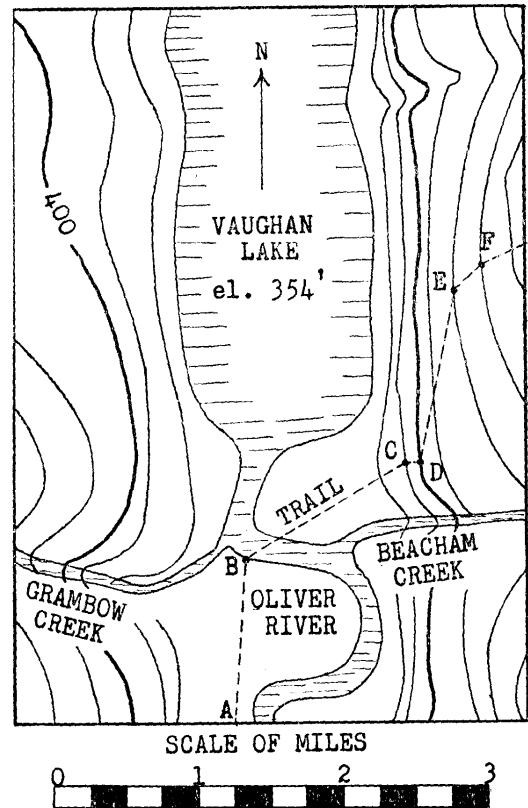 N
400
VAUGHAN
LAKE
el. 354'
F
E
C
D
TRAIL
B
BEACHAM
CREEK
GRAMBOW
CREEK
OLIVER
RIVER
A
SCALE OF MILES
0 1 2 3